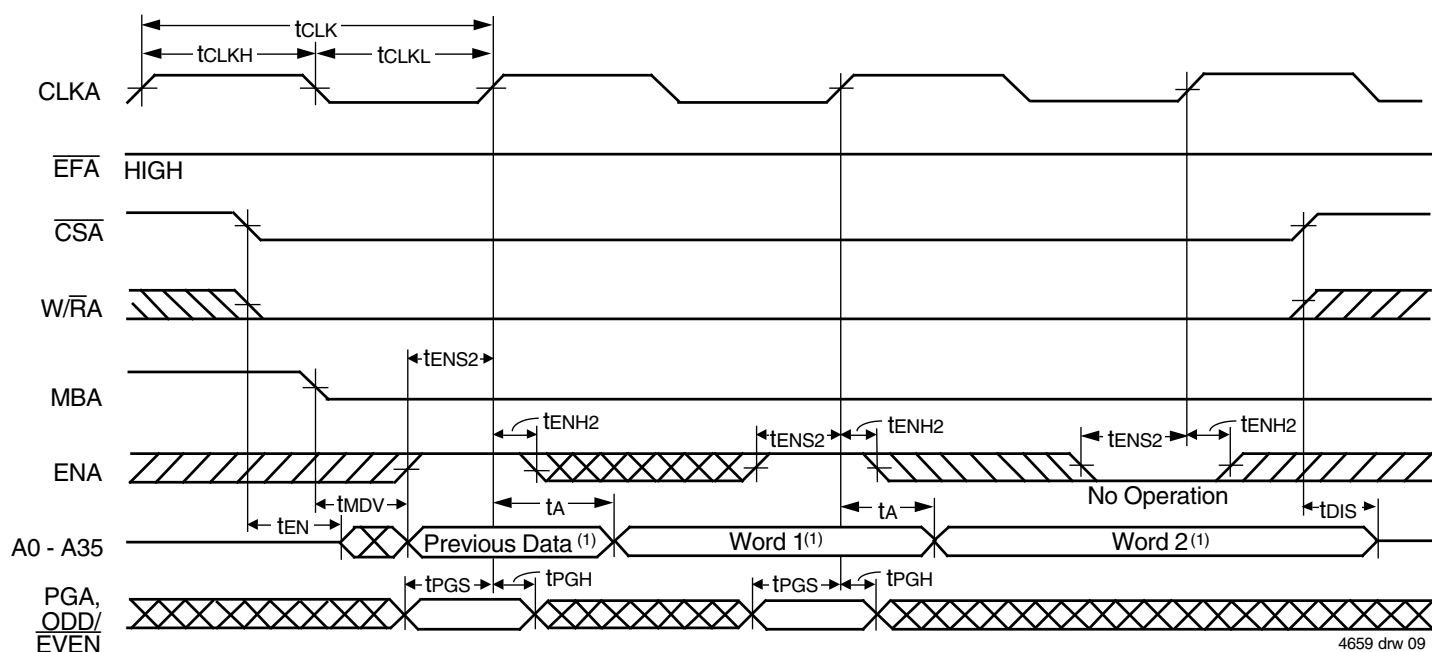 tCLK
tCLKH
tCLKL
CLKA
EFA
HIGH
CSA
W/RA
tENS2
MBA
tENH2
tENS2
tENH2
tENS2
tENH2
ENA
No Operation
tMDV
tA
tA
tEN
tDIS
A0 - A35
Previous Data (1)
Word 1(1)
Word 2(1)
tPGS
tPGH
tPGS
tPGH
PGA,
ODD/
EVEN
4659 drw 09